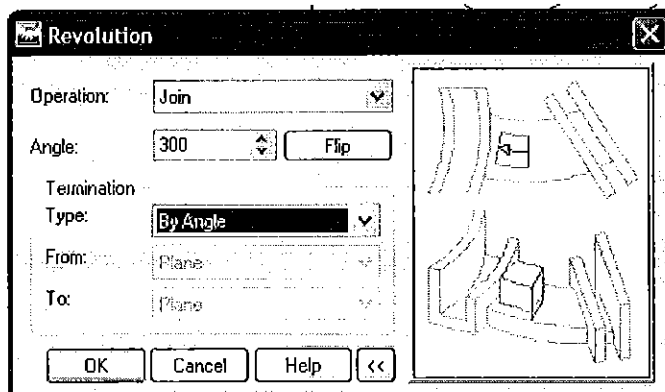 Revolution
Operation: Join
Angle: 300 Flip
Termination
Type: By Angle
From: Plane
To: Plane
OK Cancel Help <<